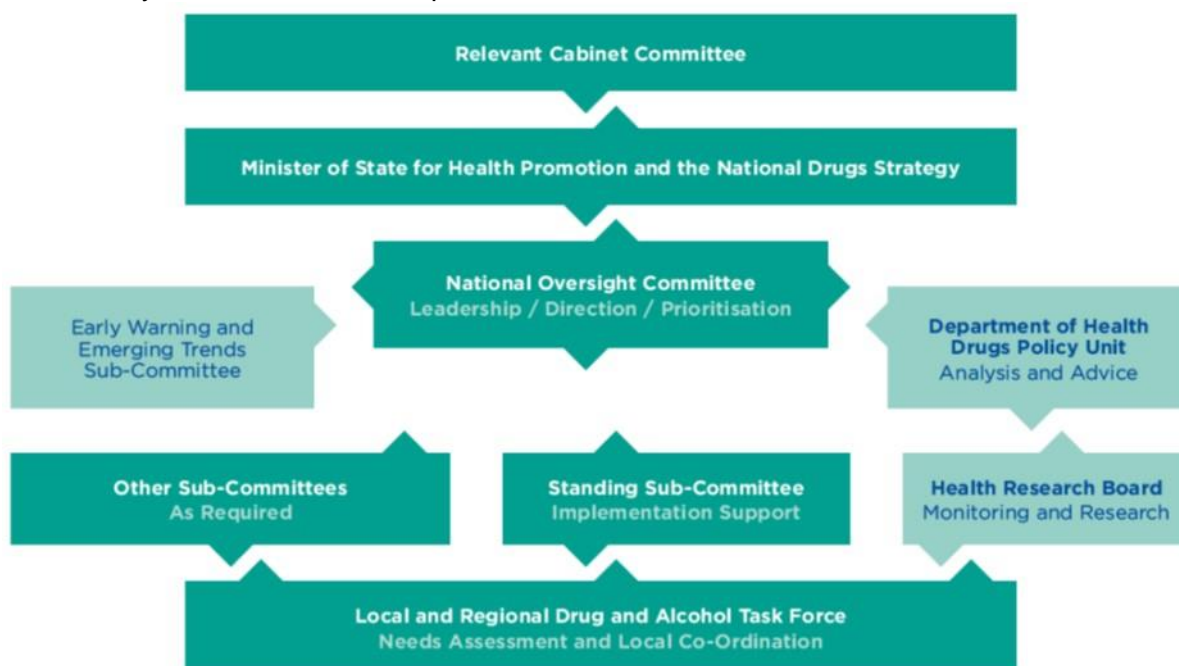 Relevant Cabinet Committee
Minister of State for Health Promotion and the National Drugs Strategy
National Oversight Committee
Leadership / Direction / Prioritisation
Early Warning and
Emerging Trends
Sub-Committee
Department of Health
Drugs Policy Unit
Analysis and Advice
Other Sub-Committees
As Required
Standing Sub-Committee
Implementation Support
Health Research Board
Monitoring and Research
Local and Regional Drug and Alcohol Task Force
Needs Assessment and Local Co-Ordination